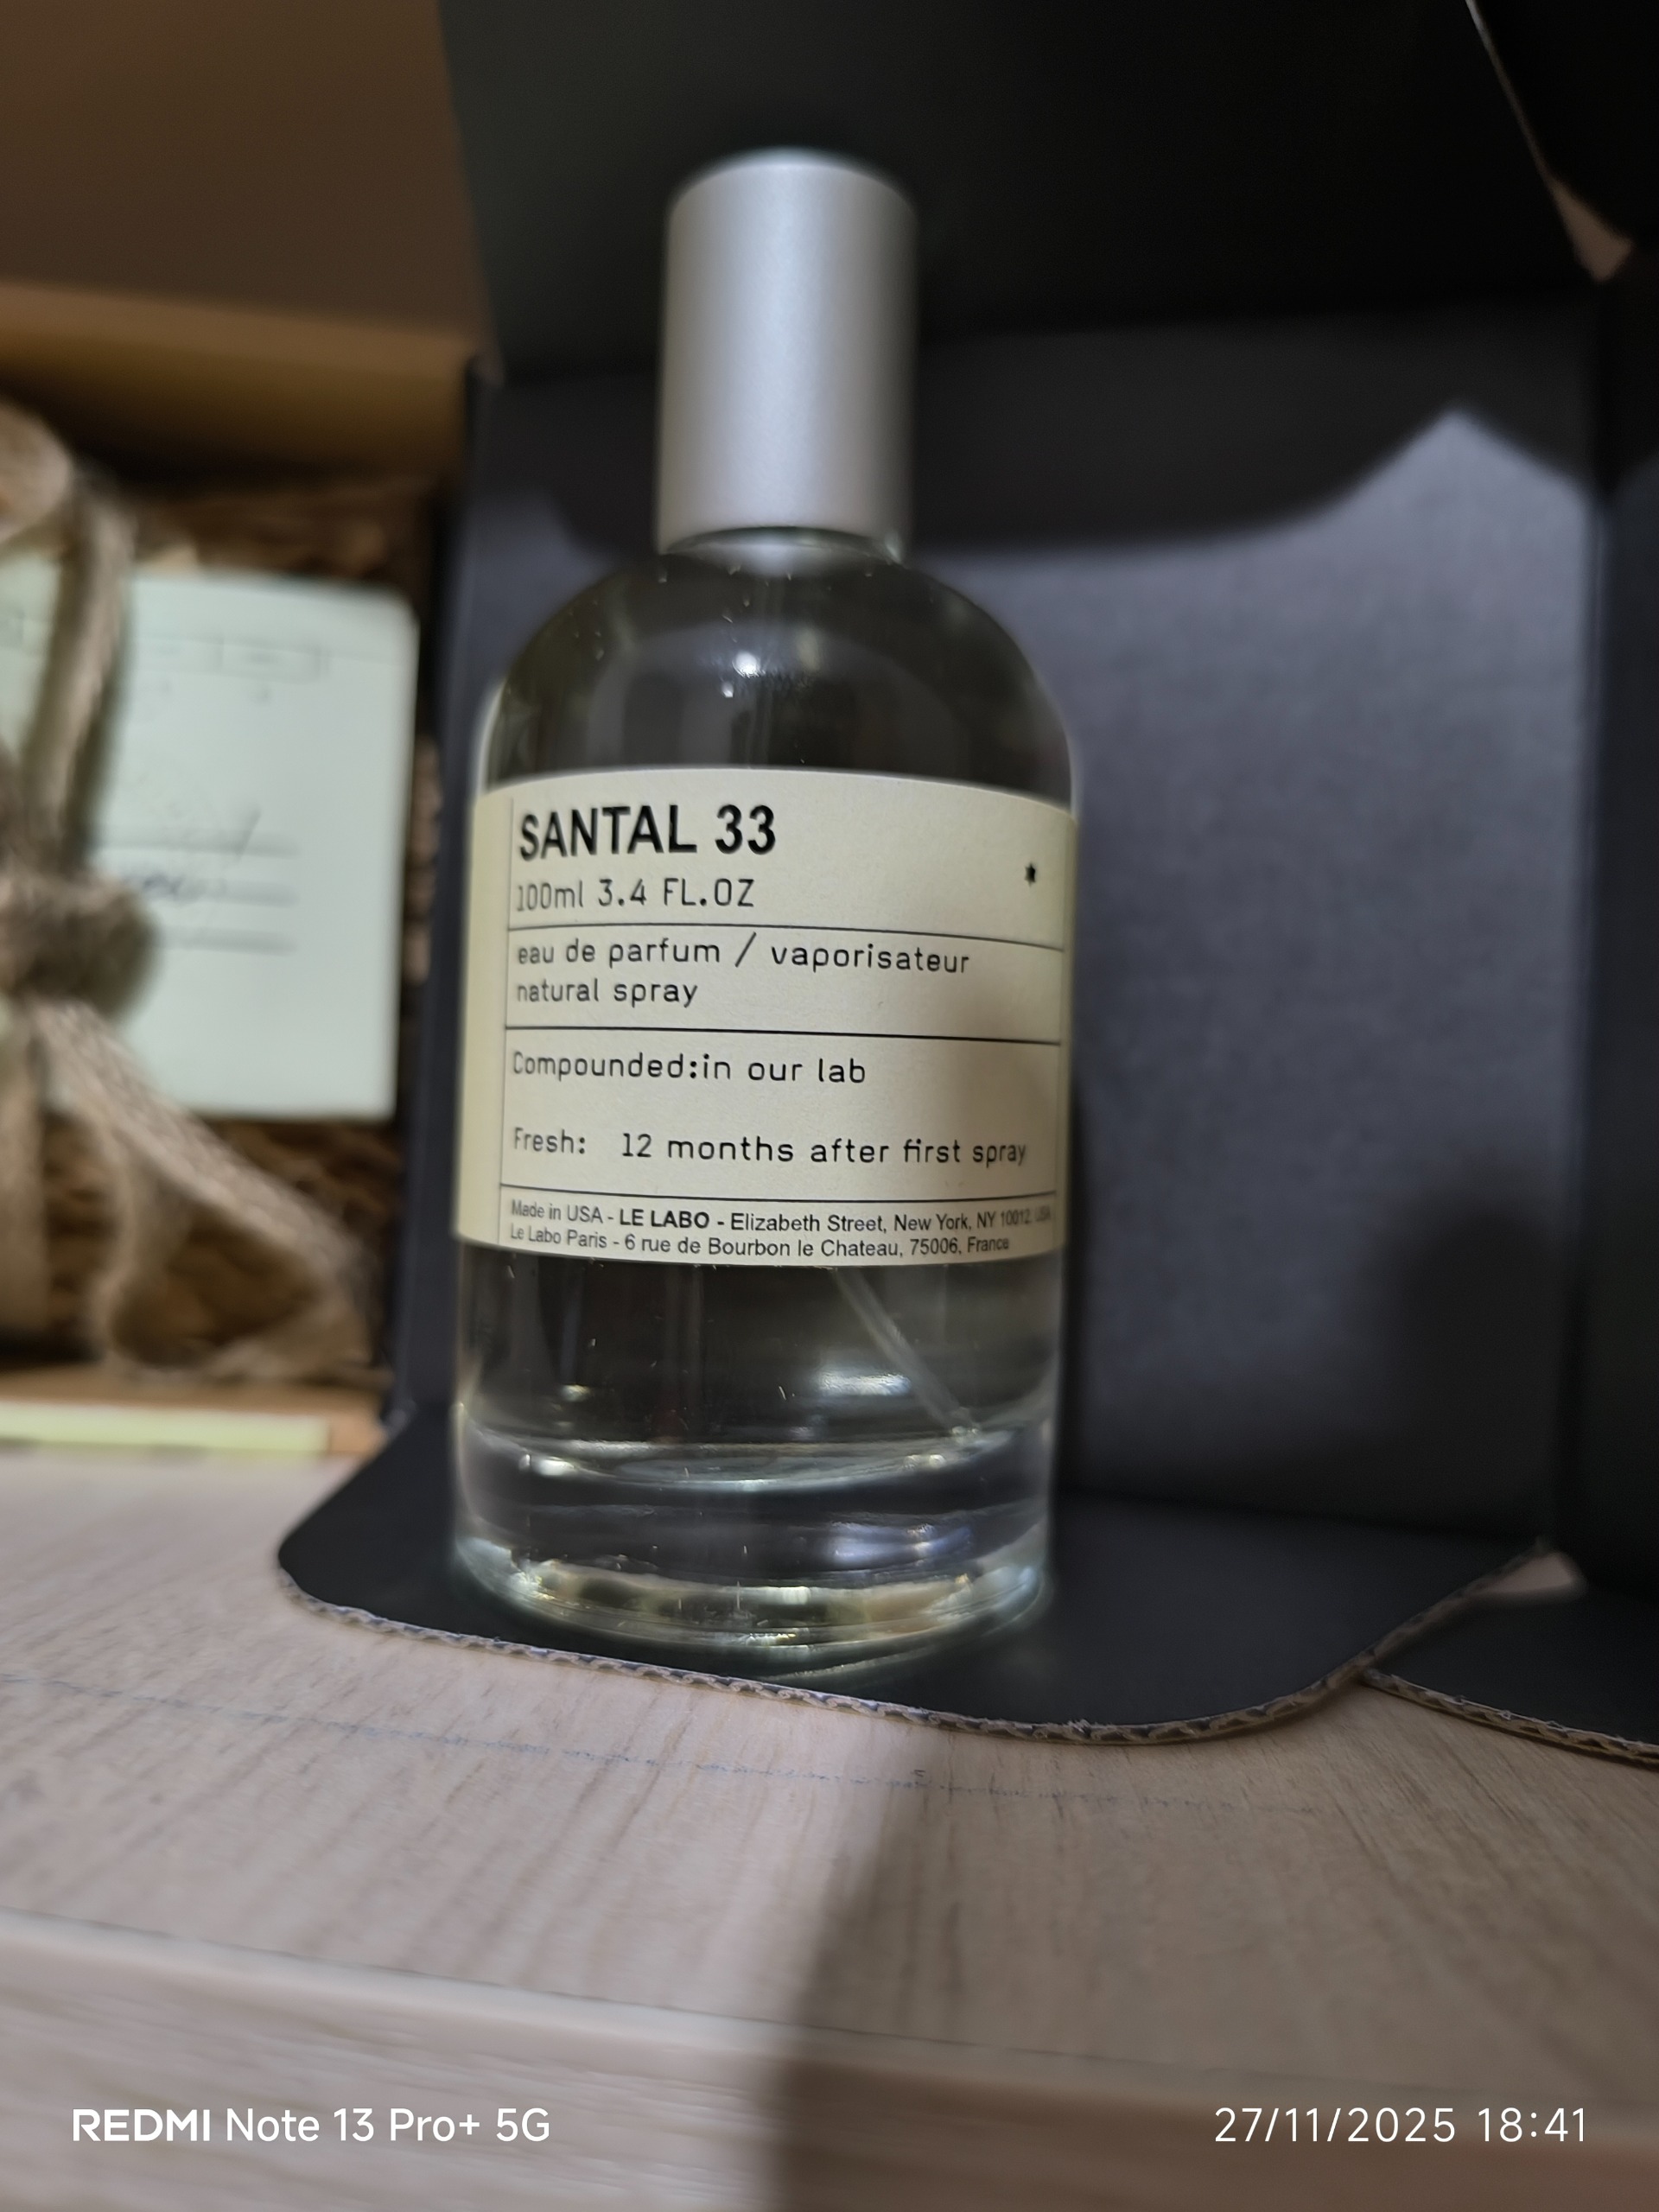 SANTAL 33
100ml 3.4 FL.OZ
eau de parfum / vaporisateur
natural spray
Compounded:in our lab
Fresh: 12 months after first spray
Made in USA - LE LABO - Elizabeth Street, New York, NY 10012, USA
Le Labo Paris - 6 rue de Bourbon le Chateau, 75006, France
REDMI Note 13 Pro+ 5G
27/11/2025 18:41